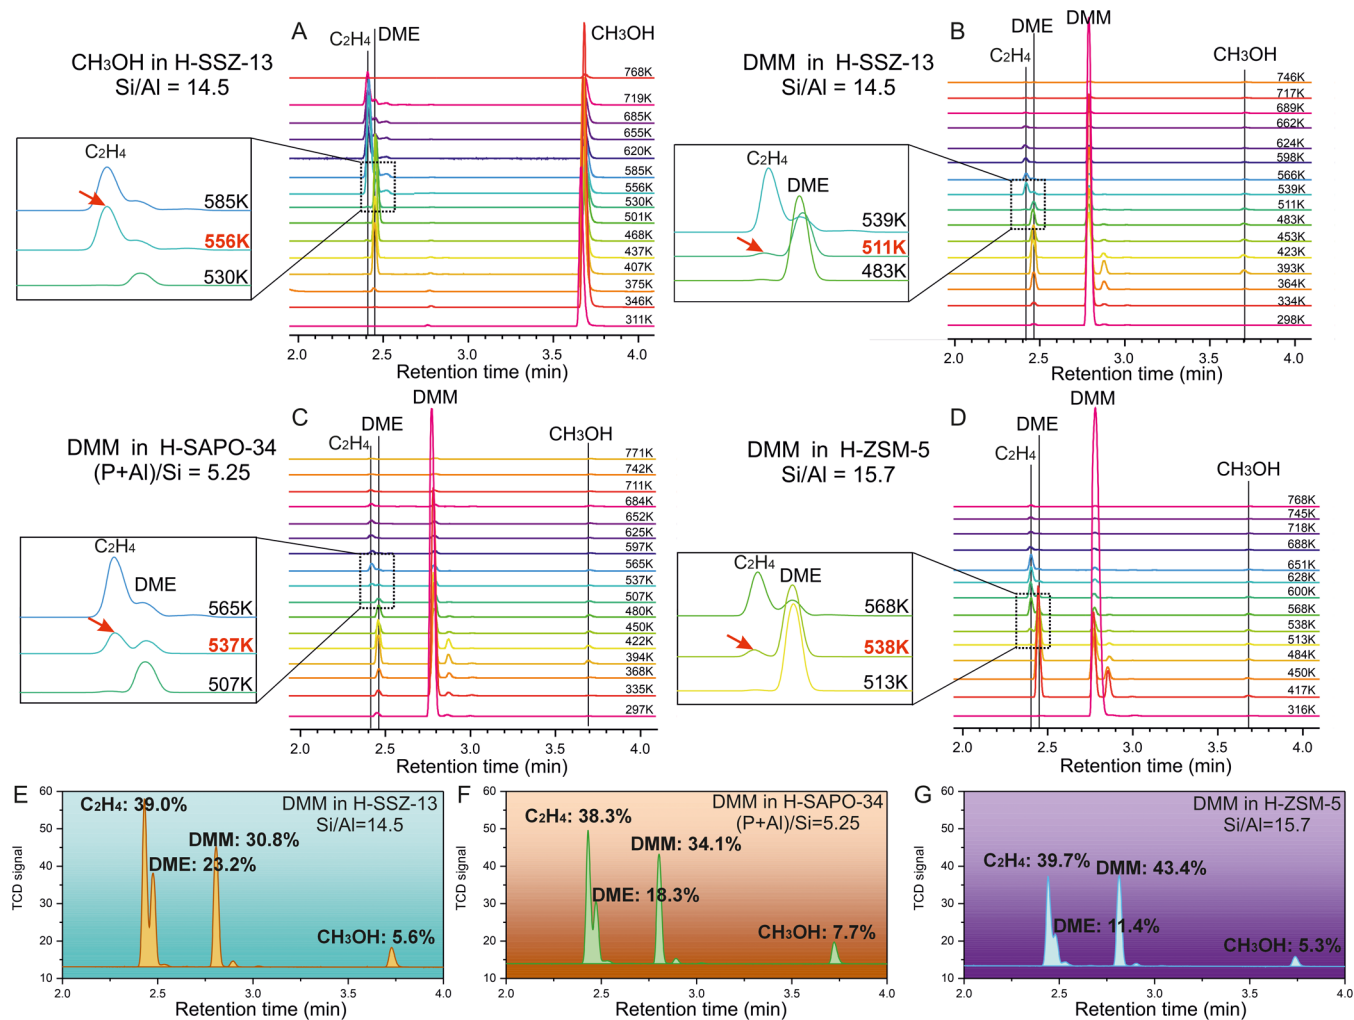 A
C₂H₄
DME
CH₃OH
CH₃OH in H-SSZ-13
Si/Al = 14.5
768K
719K
685K
655K
620K
585K
556K
530K
501K
468K
437K
407K
375K
346K
311K
C₂H₄
585K
556K
530K
2.0
2.5
3.0
3.5
4.0
Retention time (min)
B
DME
DMM
C₂H₄
CH₃OH
DMM in H-SSZ-13
Si/Al = 14.5
746K
717K
689K
662K
624K
598K
566K
539K
511K
483K
453K
423K
393K
364K
334K
298K
C₂H₄
DME
539K
511K
483K
2.0
2.5
3.0
3.5
4.0
Retention time (min)
C
DMM
DME
C₂H₄
CH₃OH
DMM in H-SAPO-34
(P+Al)/Si = 5.25
771K
742K
711K
684K
652K
625K
597K
565K
537K
507K
480K
450K
422K
394K
368K
335K
297K
C₂H₄
DME
565K
537K
507K
2.0
2.5
3.0
3.5
4.0
Retention time (min)
D
DMM
DME
C₂H₄
CH₃OH
DMM in H-ZSM-5
Si/Al = 15.7
768K
745K
718K
688K
651K
628K
600K
568K
538K
513K
484K
450K
417K
316K
C₂H₄
DME
568K
538K
513K
2.0
2.5
3.0
3.5
4.0
Retention time (min)
E
DMM in H-SSZ-13
Si/Al=14.5
C₂H₄: 39.0%
DMM: 30.8%
DME: 23.2%
CH₃OH: 5.6%
TCD signal
60
50
40
30
20
10
2.0
2.5
3.0
3.5
4.0
Retention time (min)
F
DMM in H-SAPO-34
(P+Al)/Si=5.25
C₂H₄: 38.3%
DMM: 34.1%
DME: 18.3%
CH₃OH: 7.7%
TCD signal
60
50
40
30
20
10
2.0
2.5
3.0
3.5
4.0
Retention time (min)
G
DMM in H-ZSM-5
Si/Al=15.7
C₂H₄: 39.7%
DMM: 43.4%
DME: 11.4%
CH₃OH: 5.3%
TCD signal
60
50
40
30
20
10
2.0
2.5
3.0
3.5
4.0
Retention time (min)